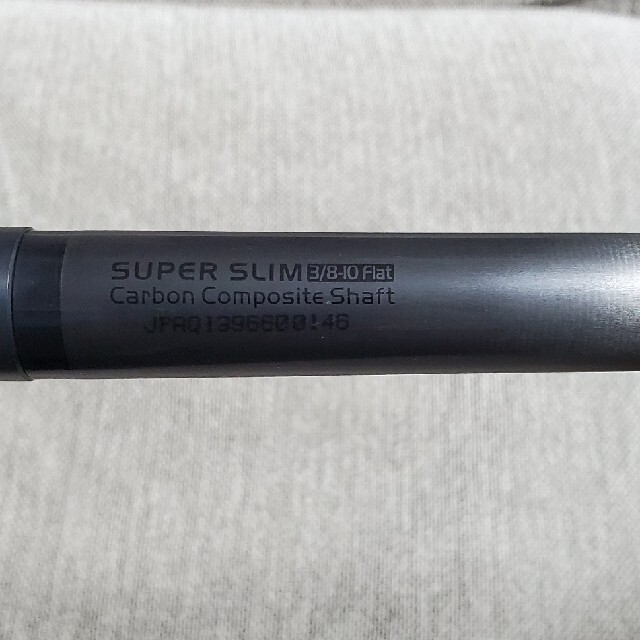 SUPER SLIM 3/8-10 Flat
Carbon Composite Shaft
JPAQ1396600146